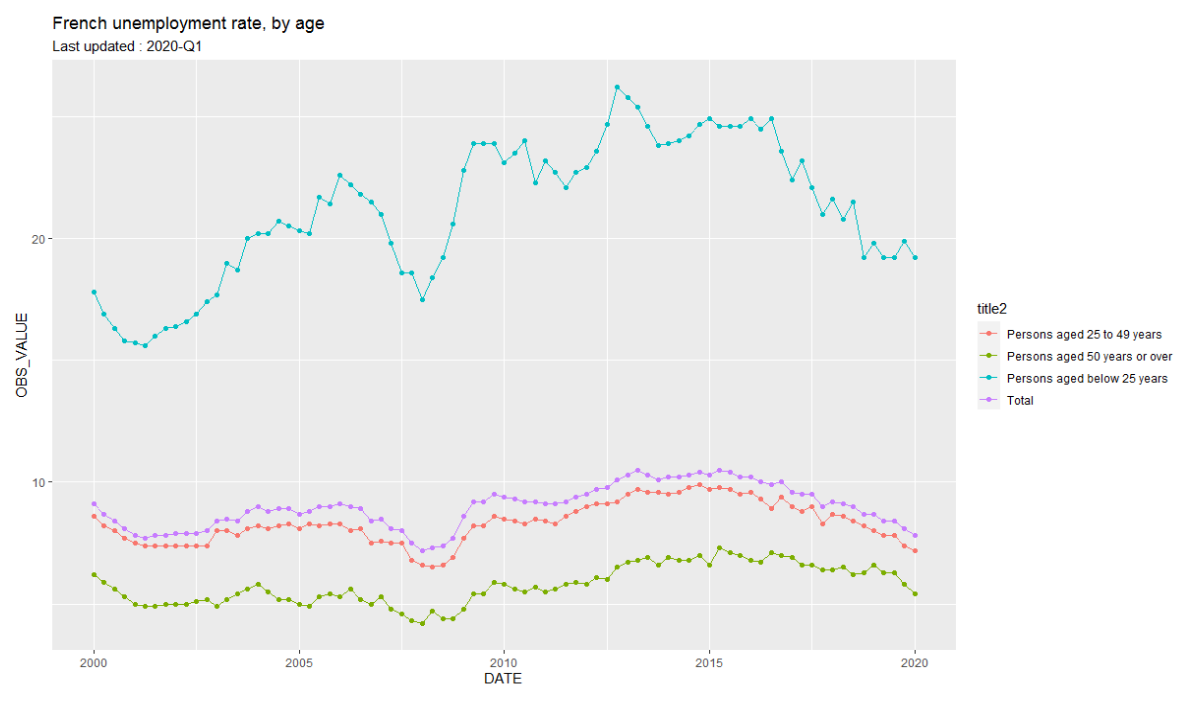 French unemployment rate, by age
Last updated : 2020-Q1
OBS_VALUE
20
10
2000
2005
2010
2015
2020
DATE
title2
Persons aged 25 to 49 years
Persons aged 50 years or over
Persons aged below 25 years
Total